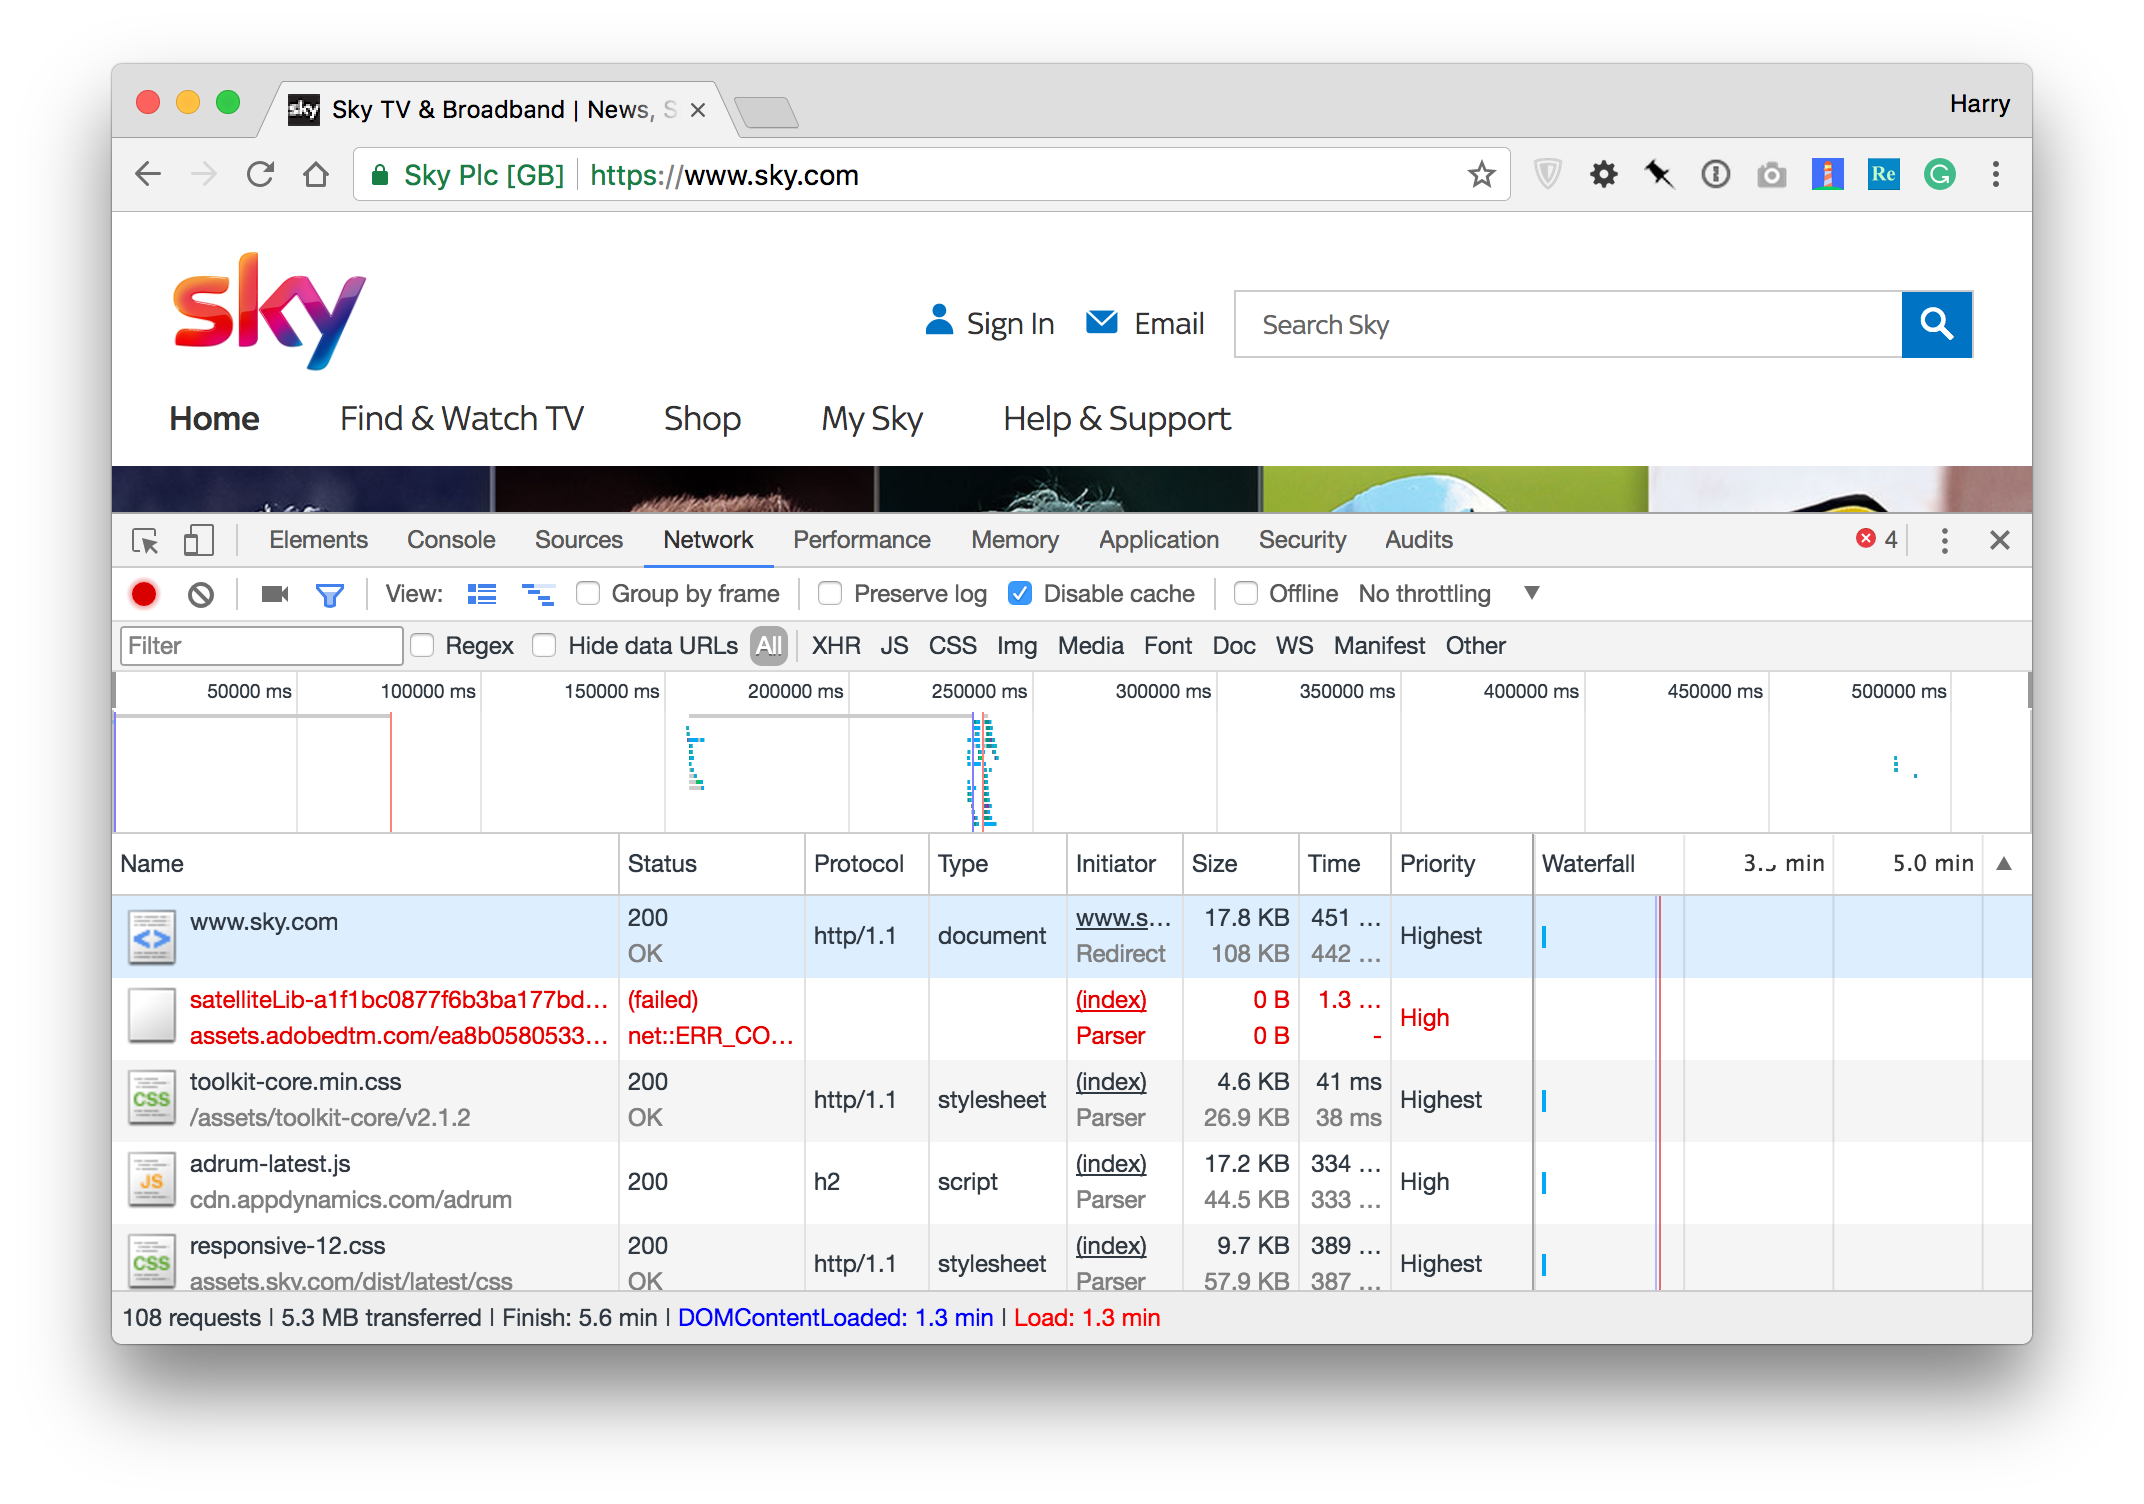 sky Sky TV & Broadband | News, S
Harry
Sky Plc [GB] https://www.sky.com
Re G
sky
Sign In Email Search Sky
Home Find & Watch TV Shop My Sky Help & Support
Elements Console Sources Network Performance Memory Application Security Audits 4
View: Group by frame Preserve log Disable cache Offline No throttling
Filter Regex Hide data URLs All XHR JS CSS Img Media Font Doc WS Manifest Other
50000 ms 100000 ms 150000 ms 200000 ms 250000 ms 300000 ms 350000 ms 400000 ms 450000 ms 500000 ms
Name Status Protocol Type Initiator Size Time Priority Waterfall min 5.0 min
www.sky.com 200 http/1.1 document www.s... 17.8 KB 451 ... Highest
OK Redirect 108 KB 442 ...
satelliteLib-a1f1bc0877f6b3ba177bd... (failed) (index) 0 B 1.3 ... High
assets.adobedtm.com/ea8b0580533... net::ERR_CO... Parser 0 B -
CSS toolkit-core.min.css 200 http/1.1 stylesheet (index) 4.6 KB 41 ms Highest
/assets/toolkit-core/v2.1.2 OK Parser 26.9 KB 38 ms
JS adrum-latest.js 200 h2 script (index) 17.2 KB 334 ... High
cdn.appdynamics.com/adrum Parser 44.5 KB 333 ...
CSS responsive-12.css 200 http/1.1 stylesheet (index) 9.7 KB 389 ... Highest
assets.sky.com/dist/latest/css OK Parser 57.9 KB 387 ...
108 requests | 5.3 MB transferred | Finish: 5.6 min | DOMContentLoaded: 1.3 min | Load: 1.3 min